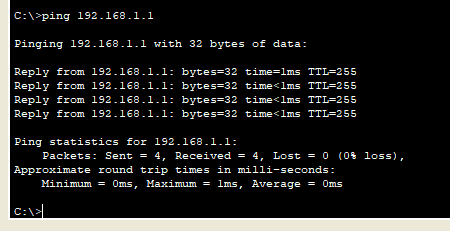 C:\>ping 192.168.1.1
Pinging 192.168.1.1 with 32 bytes of data:
Reply from 192.168.1.1: bytes=32 time=1ms TTL=255
Reply from 192.168.1.1: bytes=32 time<1ms TTL=255
Reply from 192.168.1.1: bytes=32 time<1ms TTL=255
Reply from 192.168.1.1: bytes=32 time<1ms TTL=255
Ping statistics for 192.168.1.1:
Packets: Sent = 4, Received = 4, Lost = 0 (0% loss),
Approximate round trip times in milli-seconds:
Minimum = 0ms, Maximum = 1ms, Average = 0ms
C:\>